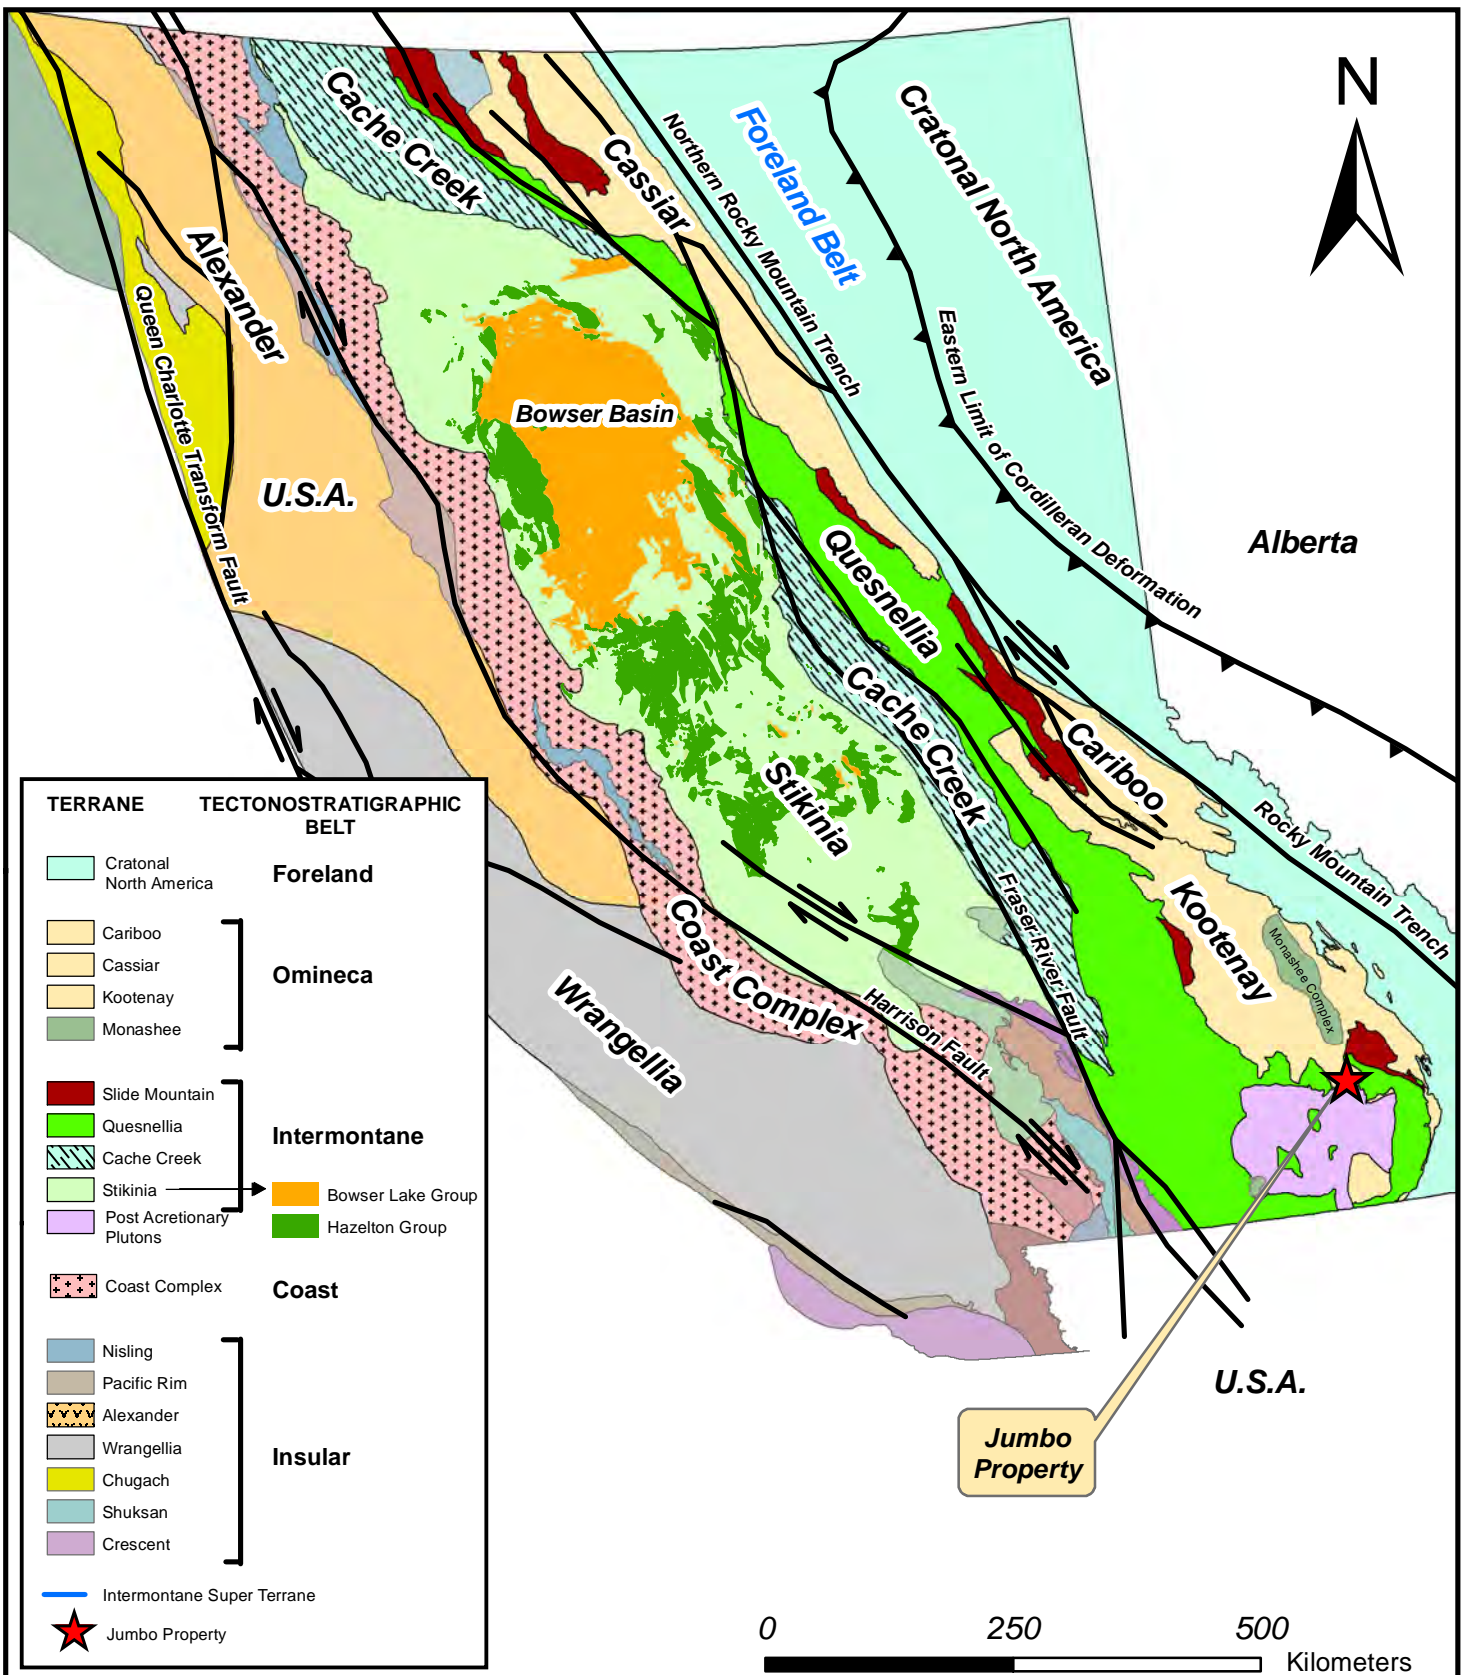 N
Cache Creek
Cassiar
Northern Rocky Mountain Trench
Foreland Belt
Cratonal North America
Alexander
Queen Charlotte Transform Fault
U.S.A.
Bowser Basin
Eastern Limit of Cordilleran Deformation
Alberta
Quesnellia
Cache Creek
Stikinia
Cariboo
Rocky Mountain Trench
Kootenay
Monashee Complex
Fraser River Fault
Coast Complex
Harrison Fault
Wrangellia
U.S.A.
Jumbo
Property
TERRANE TECTONOSTRATIGRAPHIC
BELT
Cratonal
North America
Foreland
Cariboo
Cassiar
Kootenay
Monashee
Omineca
Slide Mountain
Quesnellia
Cache Creek
Stikinia
Intermontane
Bowser Lake Group
Hazelton Group
Post Acretionary
Plutons
Coast Complex
Coast
Nisling
Pacific Rim
Alexander
Wrangellia
Chugach
Shuksan
Crescent
Insular
Intermontane Super Terrane
Jumbo Property
0 250 500
Kilometers